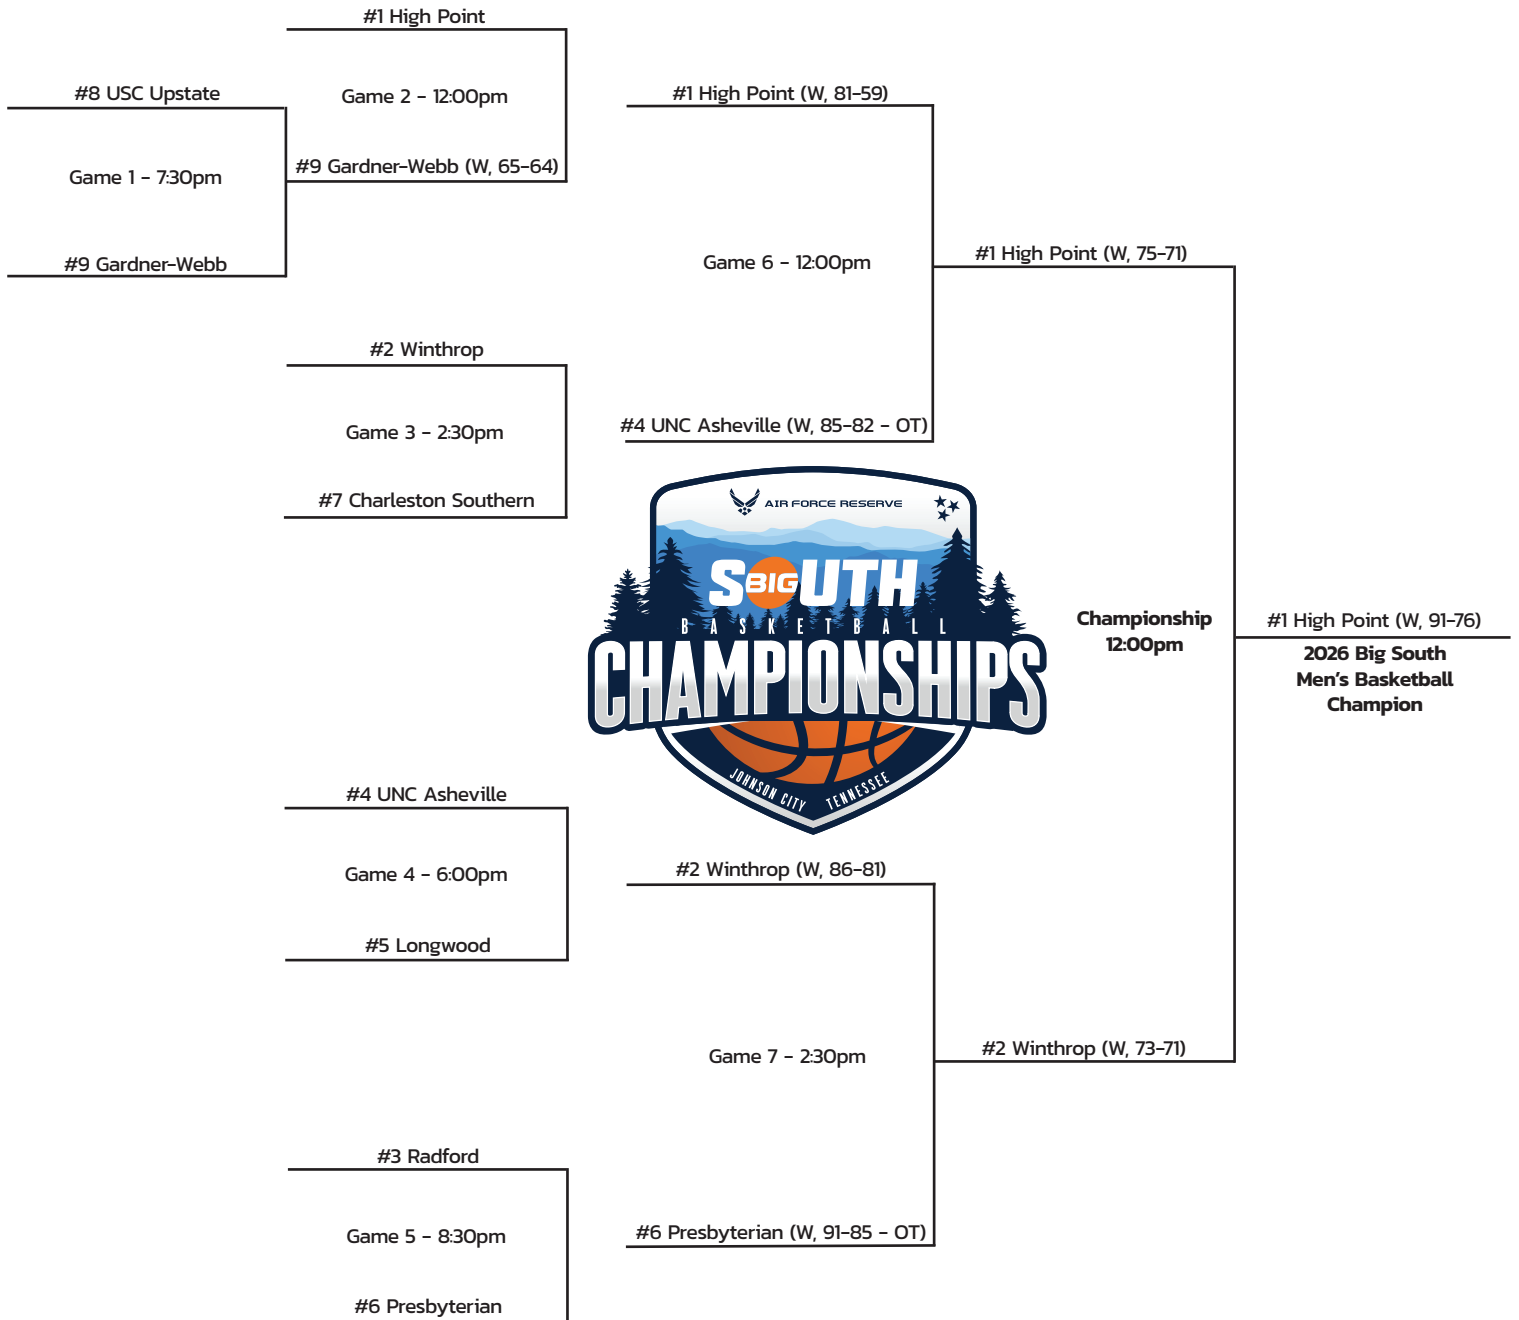 #1 High Point
#8 USC Upstate
Game 2 - 12:00pm
#1 High Point (W, 81-59)
Game 1 - 7:30pm
#9 Gardner-Webb (W, 65-64)
#9 Gardner-Webb
Game 6 - 12:00pm
#1 High Point (W, 75-71)
#2 Winthrop
Game 3 - 2:30pm
#4 UNC Asheville (W, 85-82 - OT)
#7 Charleston Southern
AIR FORCE RESERVE
BIG SOUTH
BASKETBALL
CHAMPIONSHIPS
JOHNSON CITY TENNESSEE
Championship
12:00pm
#1 High Point (W, 91-76)
2026 Big South
Men's Basketball
Champion
#4 UNC Asheville
Game 4 - 6:00pm
#2 Winthrop (W, 86-81)
#5 Longwood
Game 7 - 2:30pm
#2 Winthrop (W, 73-71)
#3 Radford
Game 5 - 8:30pm
#6 Presbyterian (W, 91-85 - OT)
#6 Presbyterian